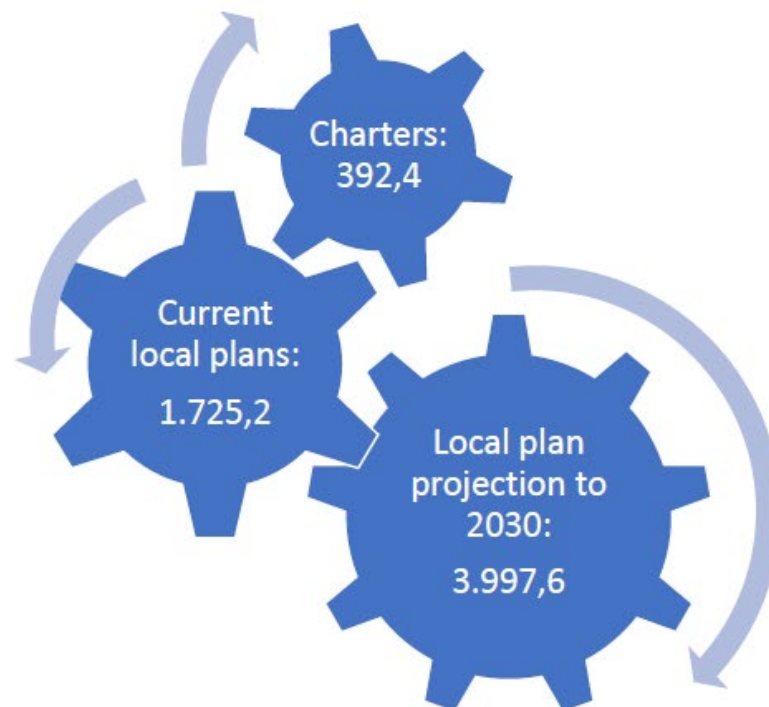 Charters:
392,4
Current
local plans:
1.725,2
Local plan
projection to
2030:
3.997,6